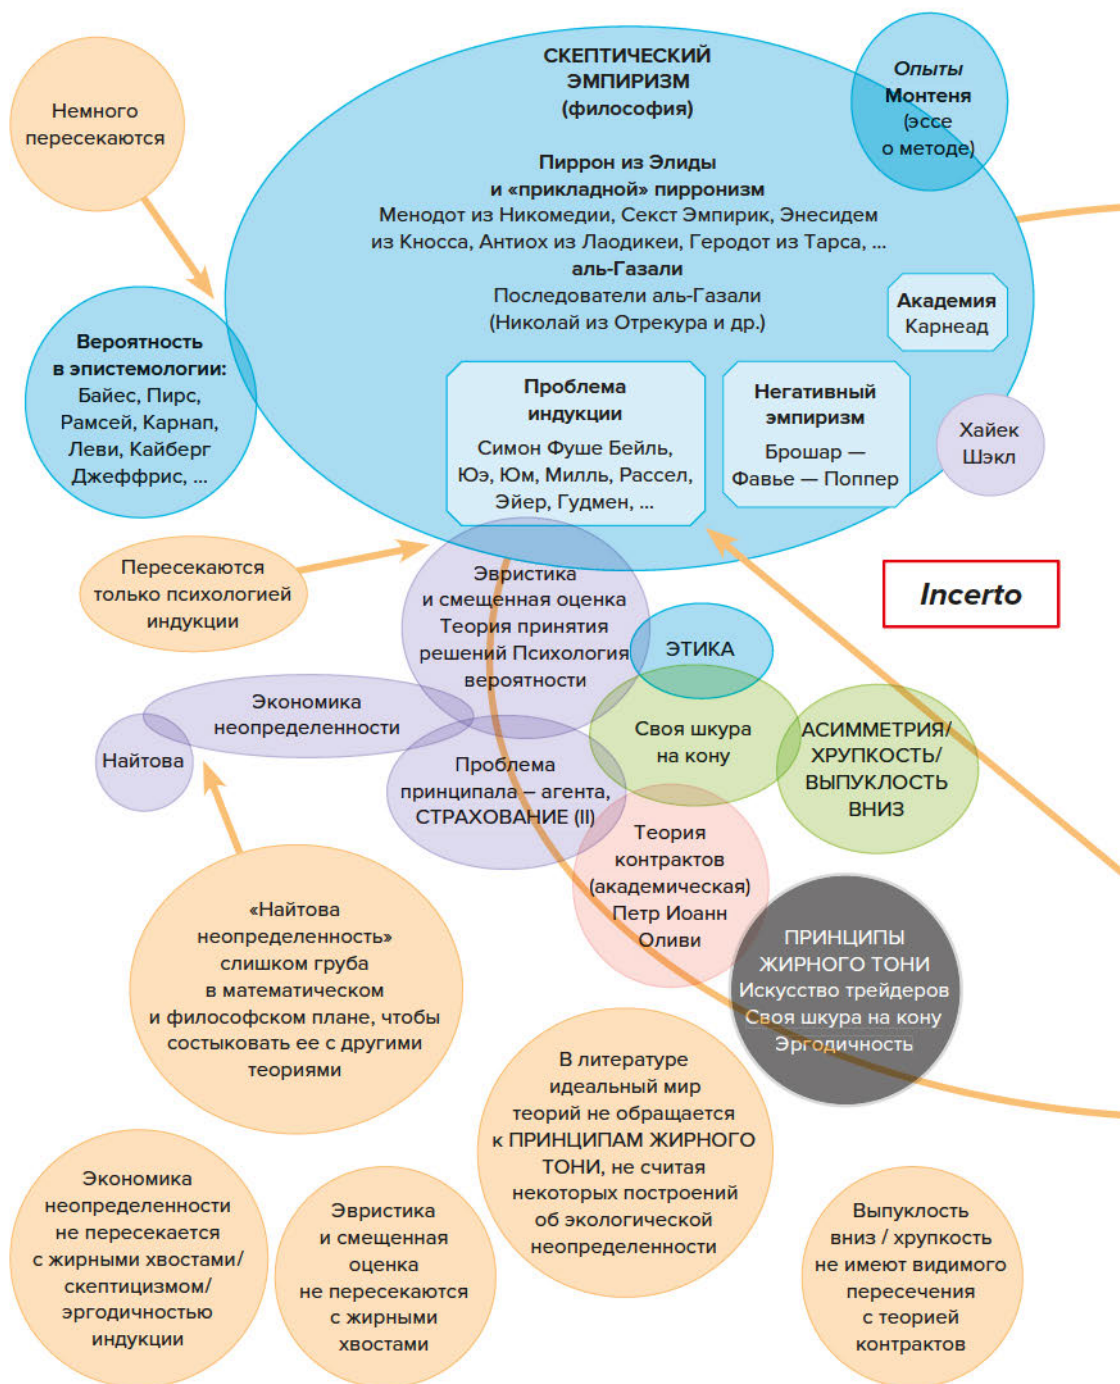 СКЕПТИЧЕСКИЙ
ЭМПИРИЗМ
(философия)
Пиррон из Элиды
и «прикладной» пирронизм
Менодот из Никомедии, Секст Эмпирик, Энесидем
из Кносса, Антиох из Лаодикеи, Геродот из Тарса, ...
аль-Газали
Последователи аль-Газали
(Николай из Отрекура и др.)
Опыты
Монтеня
(эссе
о методе)
Немного
пересекаются
Академия
Карнеад
Вероятность
в эпистемологии:
Байес, Пирс,
Рамсей, Карнап,
Леви, Кайберг
Джеффрис, ...
Проблема
индукции
Симон Фуше Бейль,
Юэ, Юм, Милль, Рассел,
Эйер, Гудмен, ...
Негативный
эмпиризм
Брошар —
Фавье — Поппер
Хайек
Шэкл
Пересекаются
только психологией
индукции
Эвристика
и смещенная оценка
Теория принятия
решений Психология
вероятности
Incerto
ЭТИКА
Экономика
неопределенности
Найтова
Своя шкура
на кону
АСИММЕТРИЯ/
ХРУПКОСТЬ/
ВЫПУКЛОСТЬ
ВНИЗ
Проблема
принципала – агента,
СТРАХОВАНИЕ (II)
Теория
контрактов
(академическая)
Петр Иоанн
Оливи
«Найтова
неопределенность»
слишком груба
в математическом
и философском плане, чтобы
состыковать ее с другими
теориями
ПРИНЦИПЫ
ЖИРНОГО ТОНИ
Искусство трейдеров
Своя шкура на кону
Эргодичность
В литературе
идеальный мир
теорий не обращается
к ПРИНЦИПАМ ЖИРНОГО
ТОНИ, не считая
некоторых построений
об экологической
неопределенности
Экономика
неопределенности
не пересекается
с жирными хвостами/
скептицизмом/
эргодичностью
индукции
Эвристика
и смещенная
оценка
не пересекаются
с жирными
хвостами
Выпуклость
вниз / хрупкость
не имеют видимого
пересечения
с теорией
контрактов